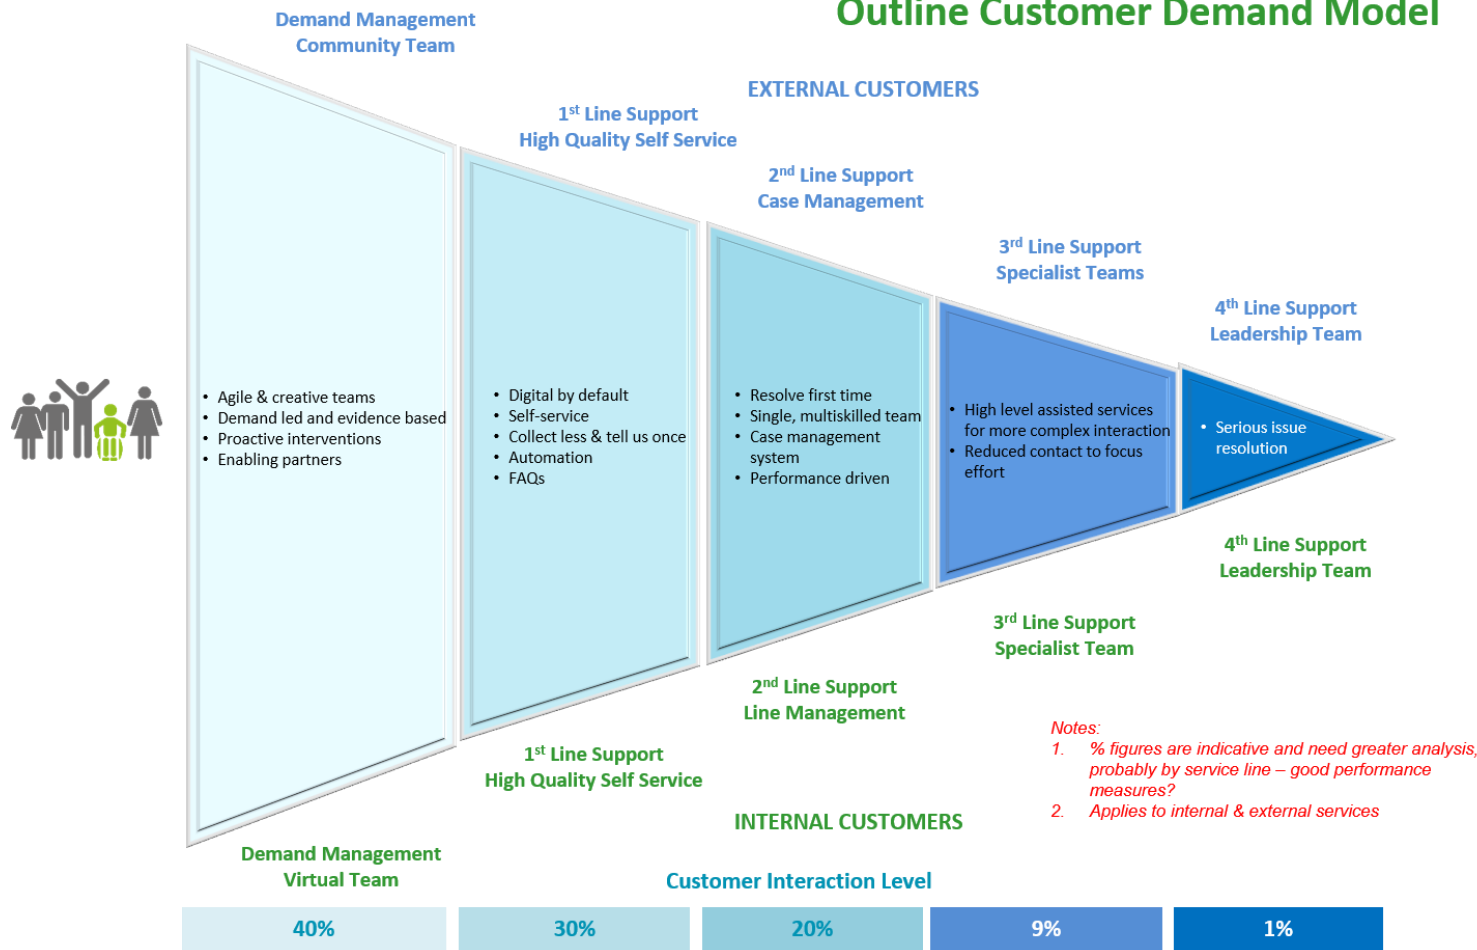 Outline Customer Demand Model
Demand Management
Community Team
EXTERNAL CUSTOMERS
1st Line Support
High Quality Self Service
2nd Line Support
Case Management
3rd Line Support
Specialist Teams
4th Line Support
Leadership Team
• Agile & creative teams
• Demand led and evidence based
• Proactive interventions
• Enabling partners
• Digital by default
• Self-service
• Collect less & tell us once
• Automation
• FAQs
• Resolve first time
• Single, multiskilled team
• Case management
system
• Performance driven
• High level assisted services
for more complex interaction
• Reduced contact to focus
effort
• Serious issue
resolution
4th Line Support
Leadership Team
3rd Line Support
Specialist Team
2nd Line Support
Line Management
1st Line Support
High Quality Self Service
Demand Management
Virtual Team
INTERNAL CUSTOMERS
Notes:
1. % figures are indicative and need greater analysis,
probably by service line – good performance
measures?
2. Applies to internal & external services
Customer Interaction Level
40%
30%
20%
9%
1%